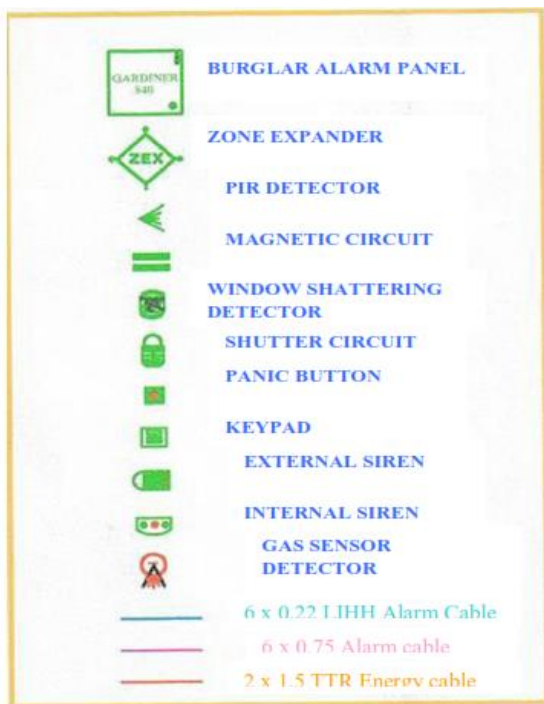 GARDINER
840
BURGLAR ALARM PANEL
ZEX
ZONE EXPANDER
PIR DETECTOR
MAGNETIC CIRCUIT
WINDOW SHATTERING
DETECTOR
SHUTTER CIRCUIT
PANIC BUTTON
KEYPAD
EXTERNAL SIREN
INTERNAL SIREN
GAS SENSOR
DETECTOR
6 x 0.22 LIHH Alarm Cable
6 x 0.75 Alarm cable
2 x 1.5 TTR Energy cable